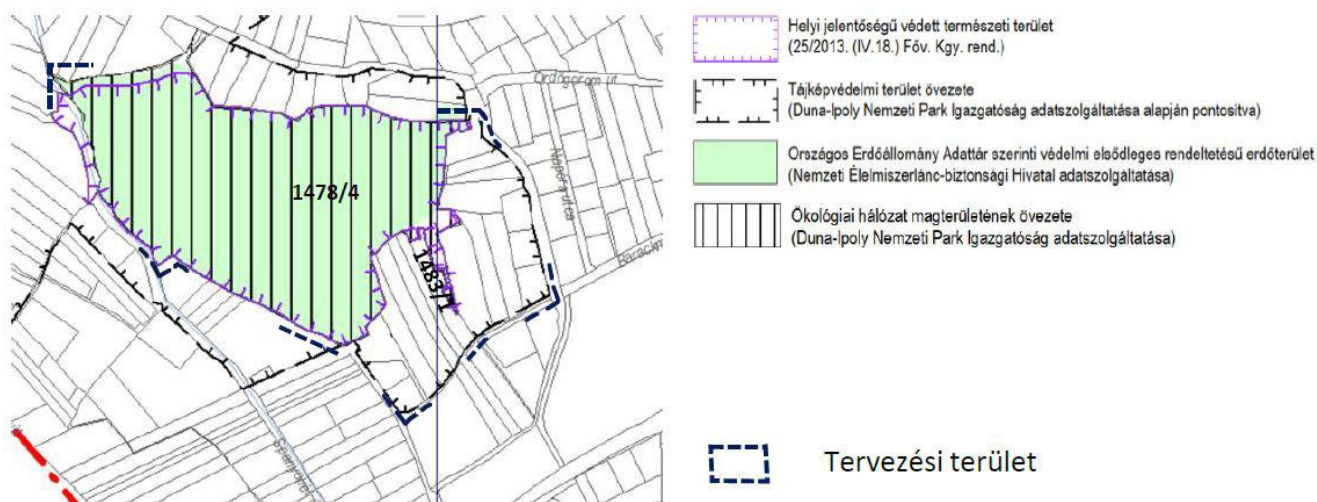 Ördögorom út
1478/4
1483/1
utca
Helyi jelentőségű védett természeti terület
(25/2013. (IV.18.) Főv. Kgy. rend.)
Tájképvédelmi terület övezete
(Duna-Ipoly Nemzeti Park Igazgatóság adatszolgáltatása alapján pontosítva)
Országos Erdőállomány Adattár szerinti védelmi elsődleges rendeltetésű erdőterület
(Nemzeti Élelmiszerlánc-biztonsági Hivatal adatszolgáltatása)
Ökológiai hálózat magterületének övezete
(Duna-Ipoly Nemzeti Park Igazgatóság adatszolgáltatása)
Tervezési terület